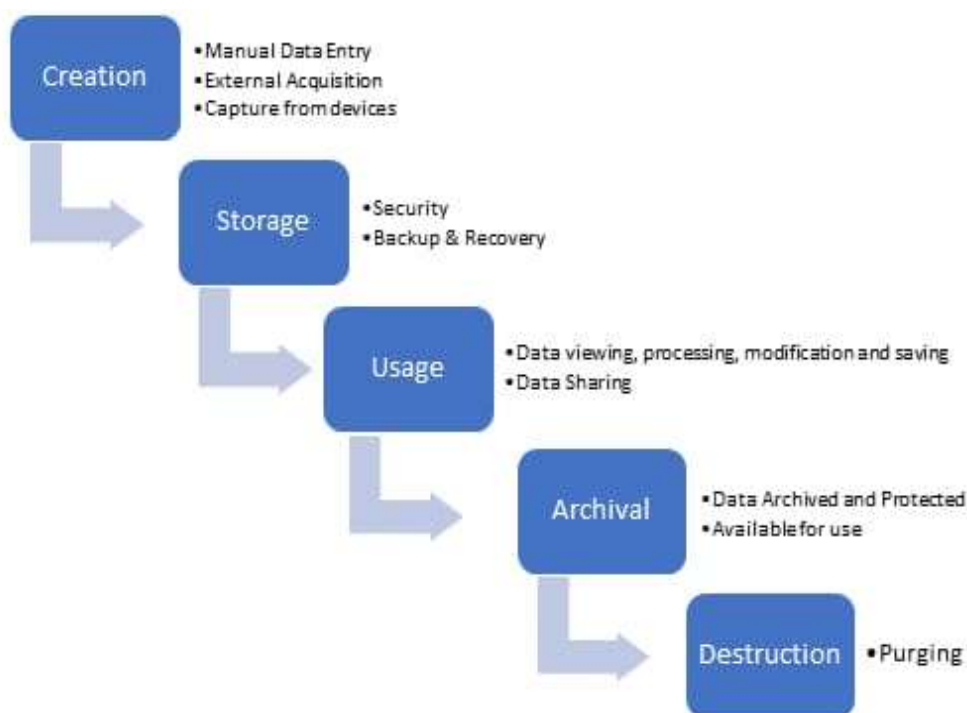 Creation
•Manual Data Entry
•External Acquisition
•Capture from devices
Storage
•Security
•Backup & Recovery
Usage
•Data viewing, processing, modification and saving
•Data Sharing
Archival
•Data Archived and Protected
•Available for use
Destruction
•Purging